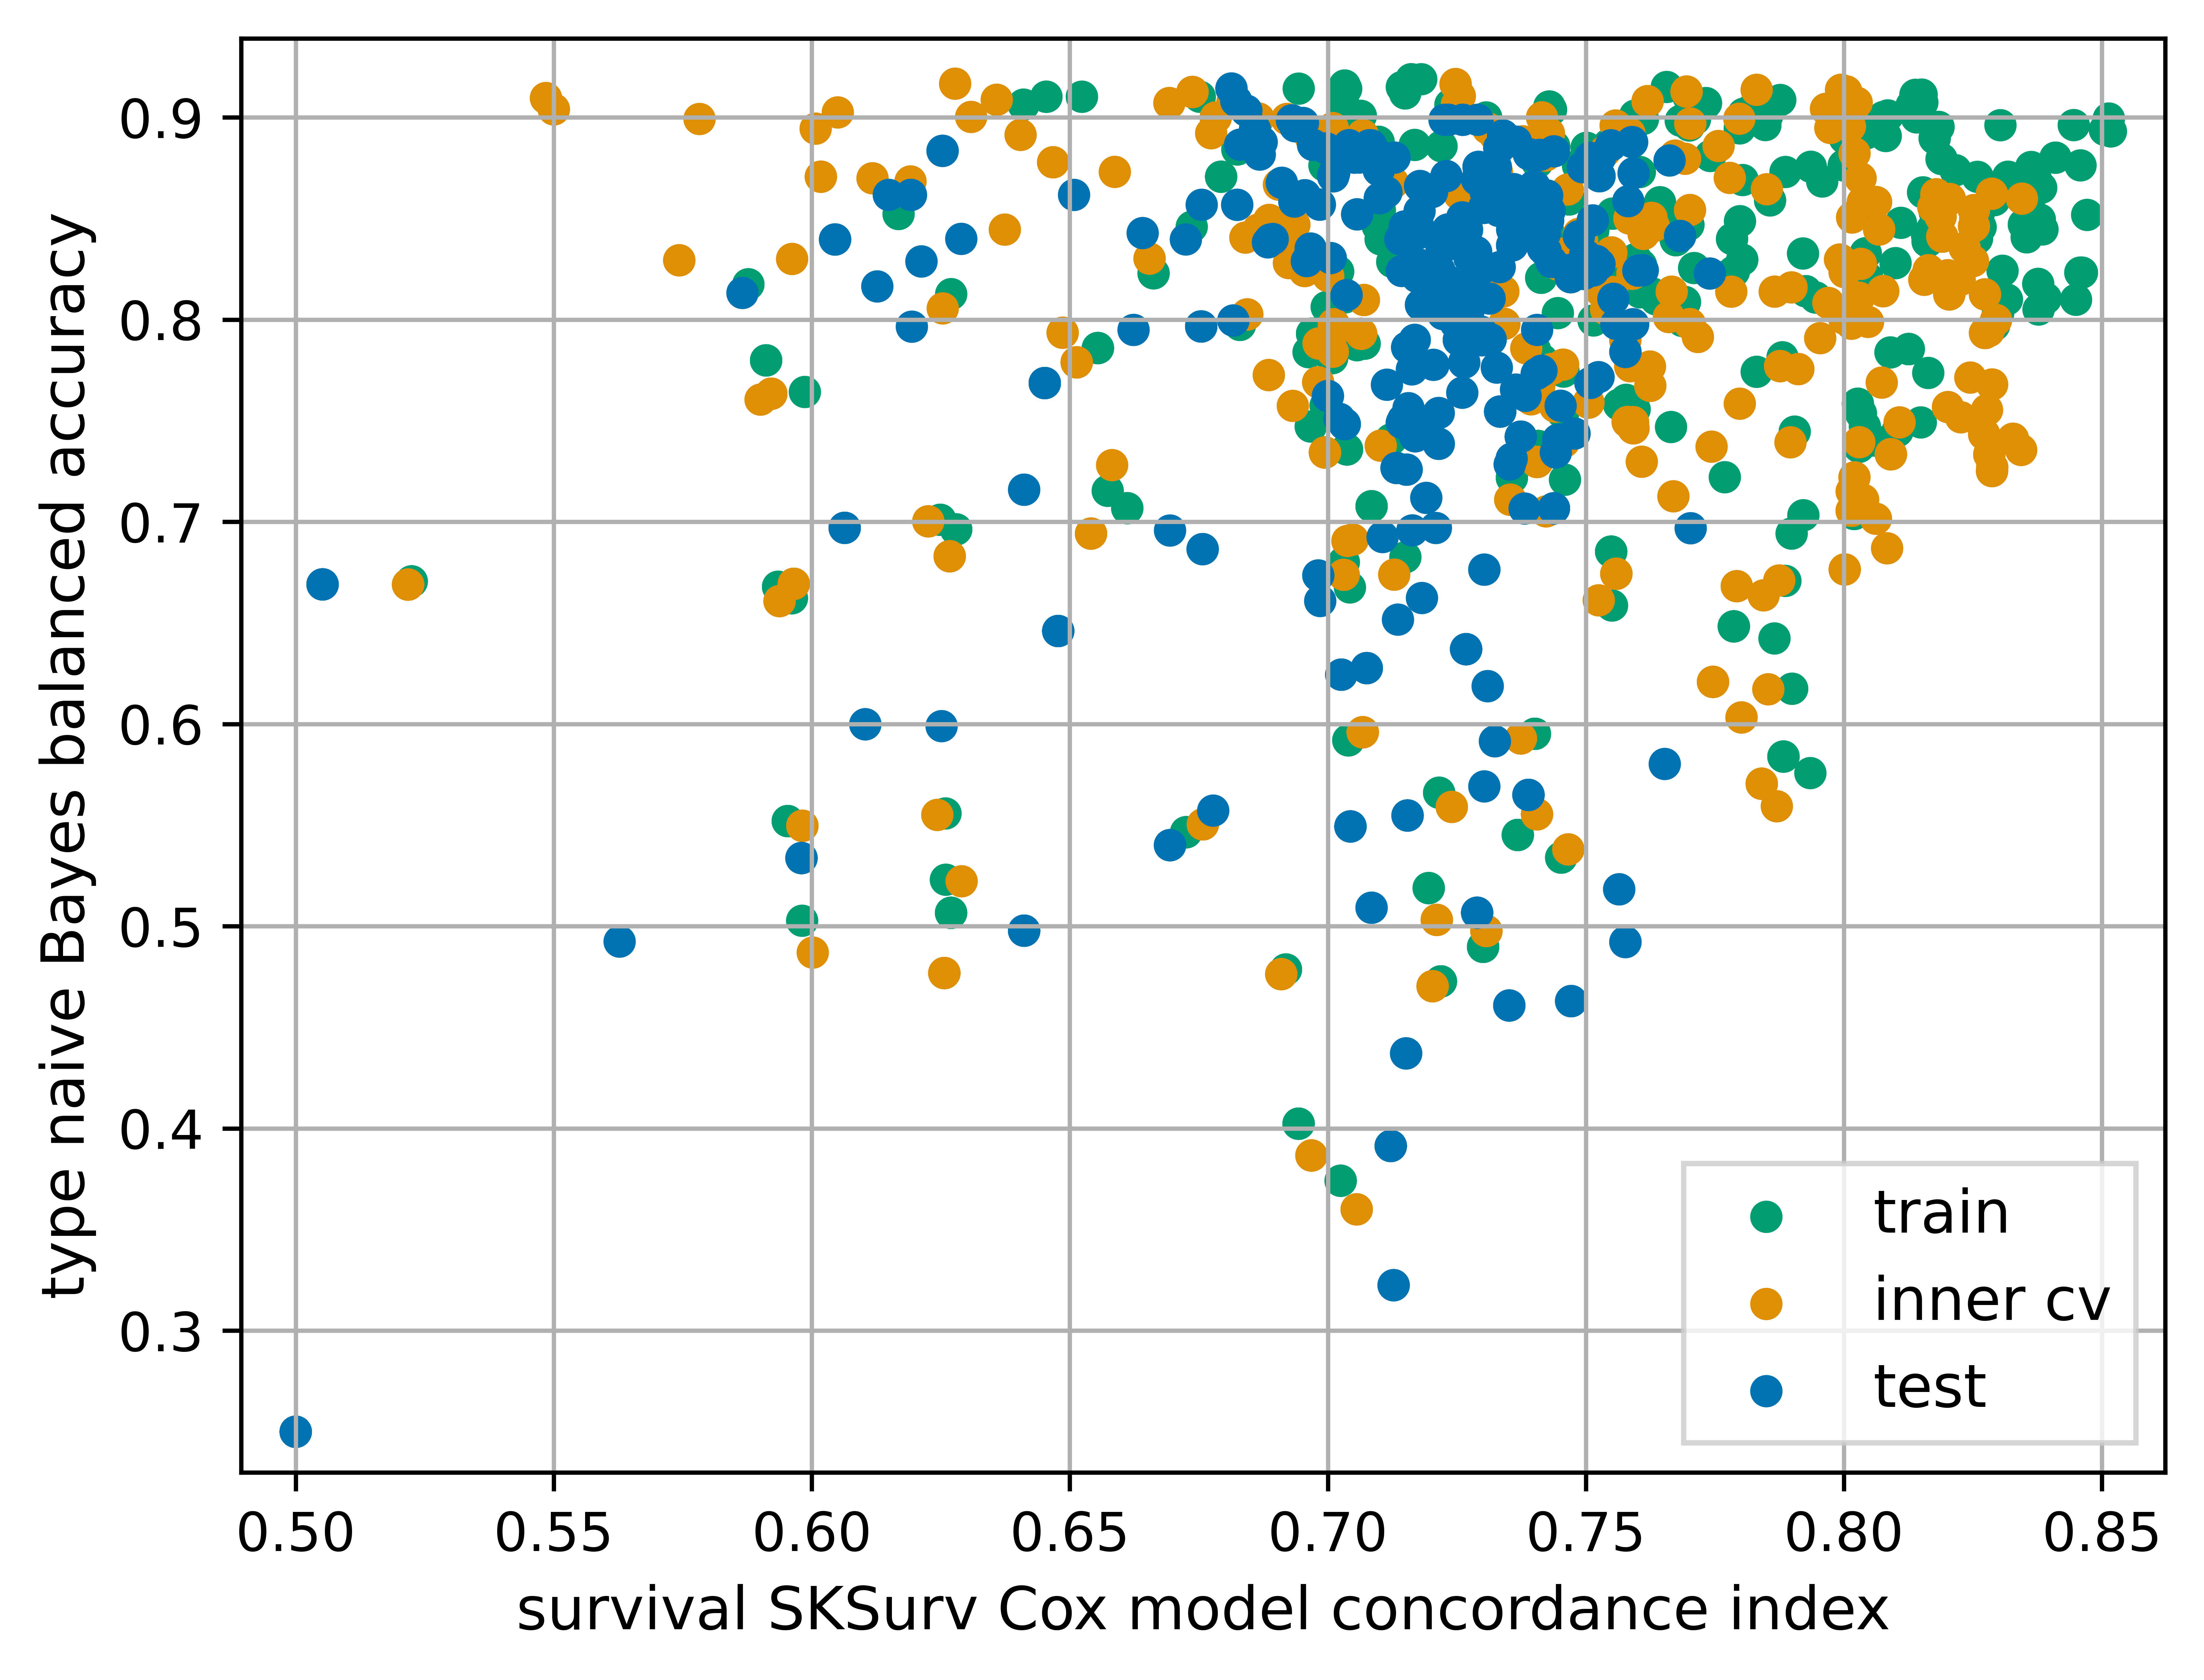 type naive Bayes balanced accuracy
0.9
0.8
0.7
0.6
0.5
0.4
0.3
train
inner cv
test
0.50 0.55 0.60 0.65 0.70 0.75 0.80 0.85
survival SKSurv Cox model concordance index